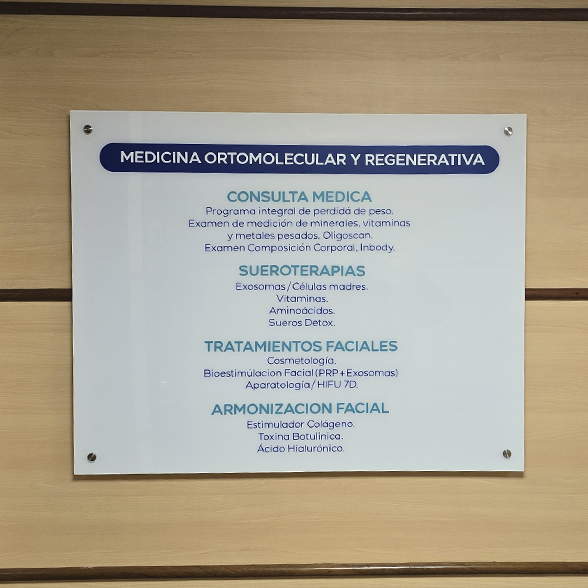 MEDICINA ORTOMOLECULAR Y REGENERATIVA
CONSULTA MEDICA
Programa integral de perdida de peso.
Examen de medición de minerales, vitaminas
y metales pesados, Oligoscan.
Examen Composición Corporal, Inbody.
SUEROTERAPIAS
Exosomas/Células madres.
Vitaminas.
Aminoácidos.
Sueros Detox.
TRATAMIENTOS FACIALES
Cosmetología.
Bioestimulacion Facial (PRP+Exosomas)
Aparatología/ HIFU 7D.
ARMONIZACION FACIAL
Estimulador Colágeno.
Toxina Botulínica.
Ácido Hialurónico.